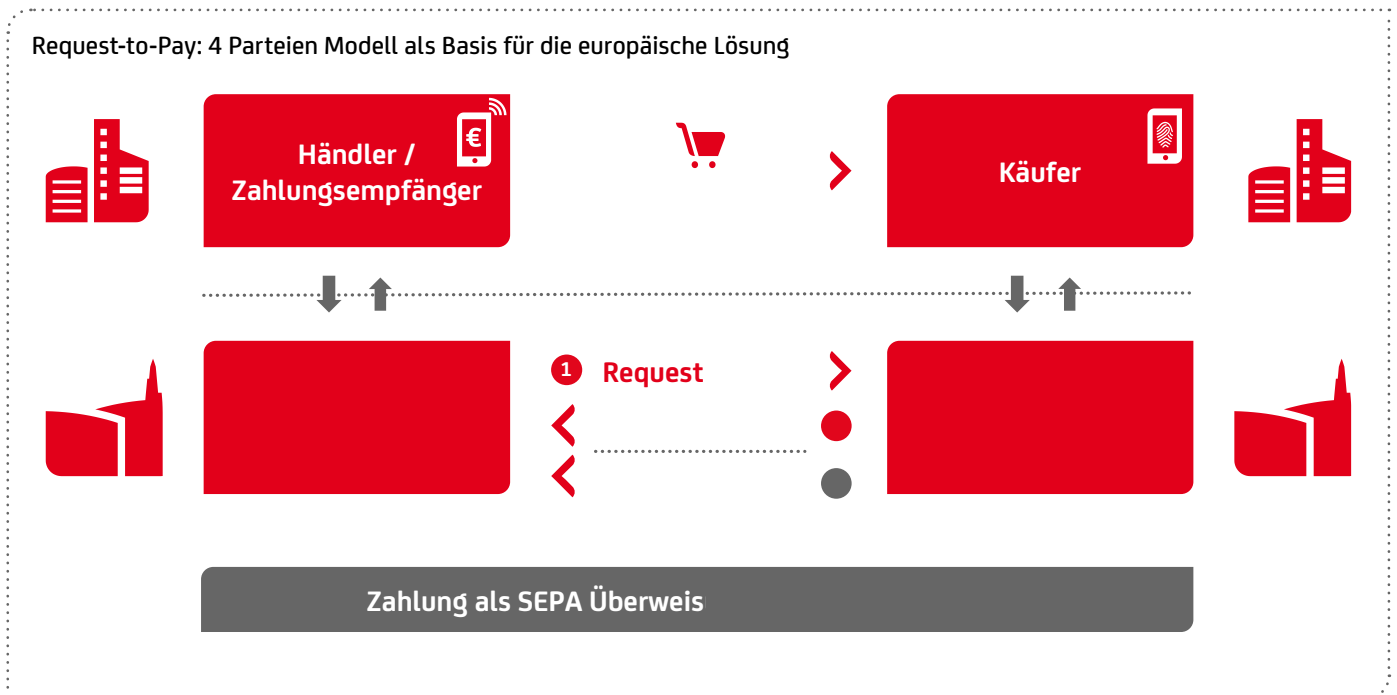 Request-to-Pay: 4 Parteien Modell als Basis für die europäische Lösung
Händler /
Zahlungsempfänger
€
Käufer
1 Request
Zahlung als SEPA Überweis